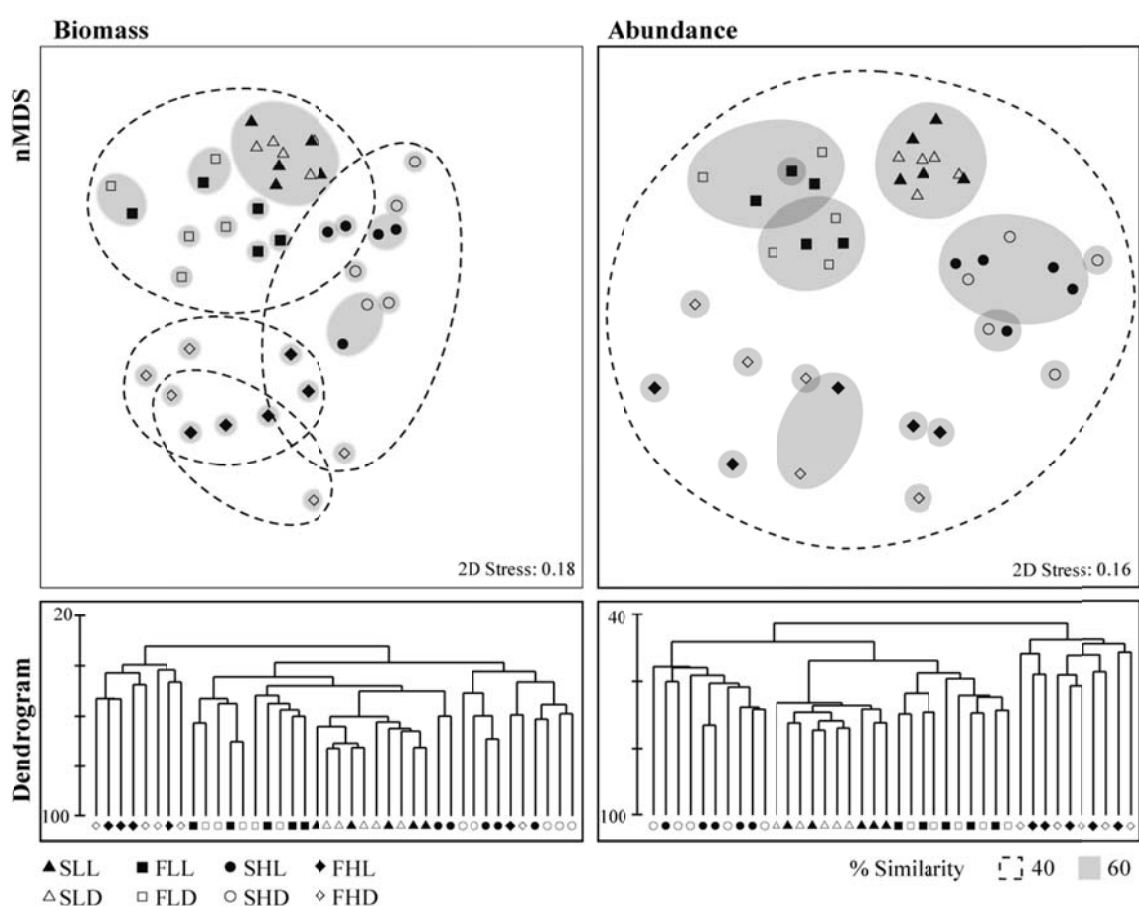 Biomass
Abundance
nMDS
2D Stress: 0.18
2D Stress: 0.16
Dendrogram
20
100
40
100
SLL FLL SHL FHL
SLD FLD SHD FHD
% Similarity 40 60